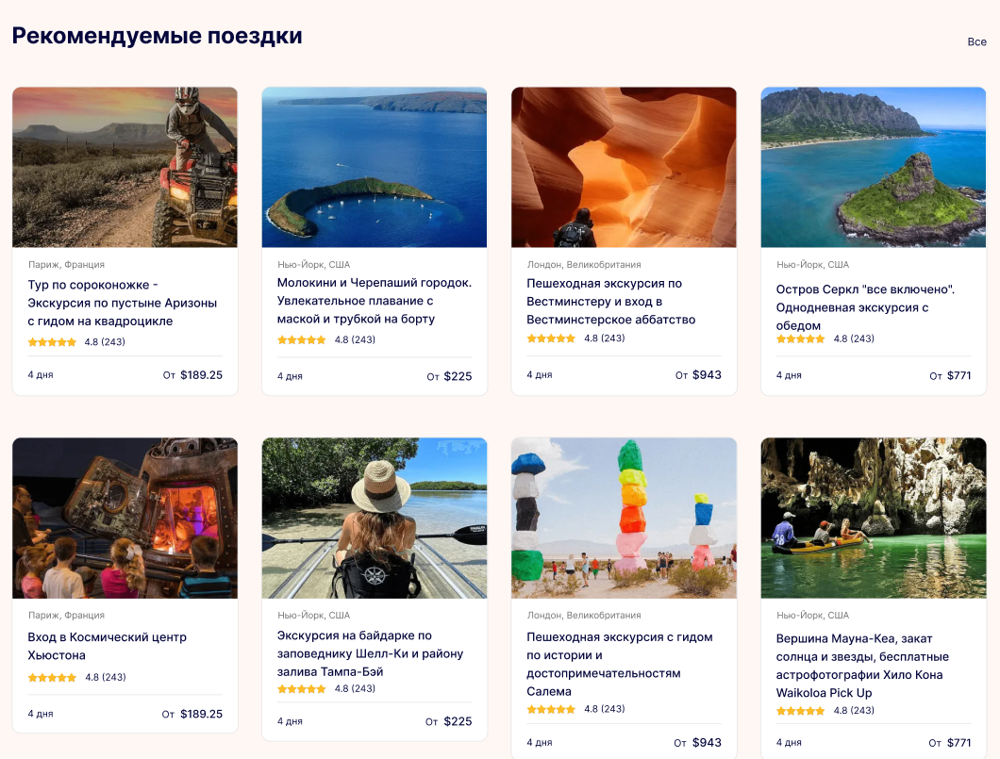 Рекомендуемые поездки
Все
Париж, Франция
Тур по сороконожке -
Экскурсия по пустыне Аризоны
с гидом на квадроцикле
4.8 (243)
4 дня
От $189.25
Нью-Йорк, США
Молокини и Черепаший городок.
Увлекательное плавание с
маской и трубкой на борту
4.8 (243)
4 дня
От $225
Лондон, Великобритания
Пешеходная экскурсия по
Вестминстеру и вход в
Вестминстерское аббатство
4.8 (243)
4 дня
От $943
Нью-Йорк, США
Остров Серкл "все включено".
Однодневная экскурсия с
обедом
4.8 (243)
4 дня
От $771
Париж, Франция
Вход в Космический центр
Хьюстона
4.8 (243)
4 дня
От $189.25
Нью-Йорк, США
Экскурсия на байдарке по
заповеднику Шелл-Ки и району
залива Тампа-Бэй
4.8 (243)
4 дня
От $225
Лондон, Великобритания
Пешеходная экскурсия с гидом
по истории и
достопримечательностям
Салема
4.8 (243)
4 дня
От $943
Нью-Йорк, США
Вершина Мауна-Кеа, закат
солнца и звезды, бесплатные
астрофотографии Хило Кона
Waikoloa Pick Up
4.8 (243)
4 дня
От $771